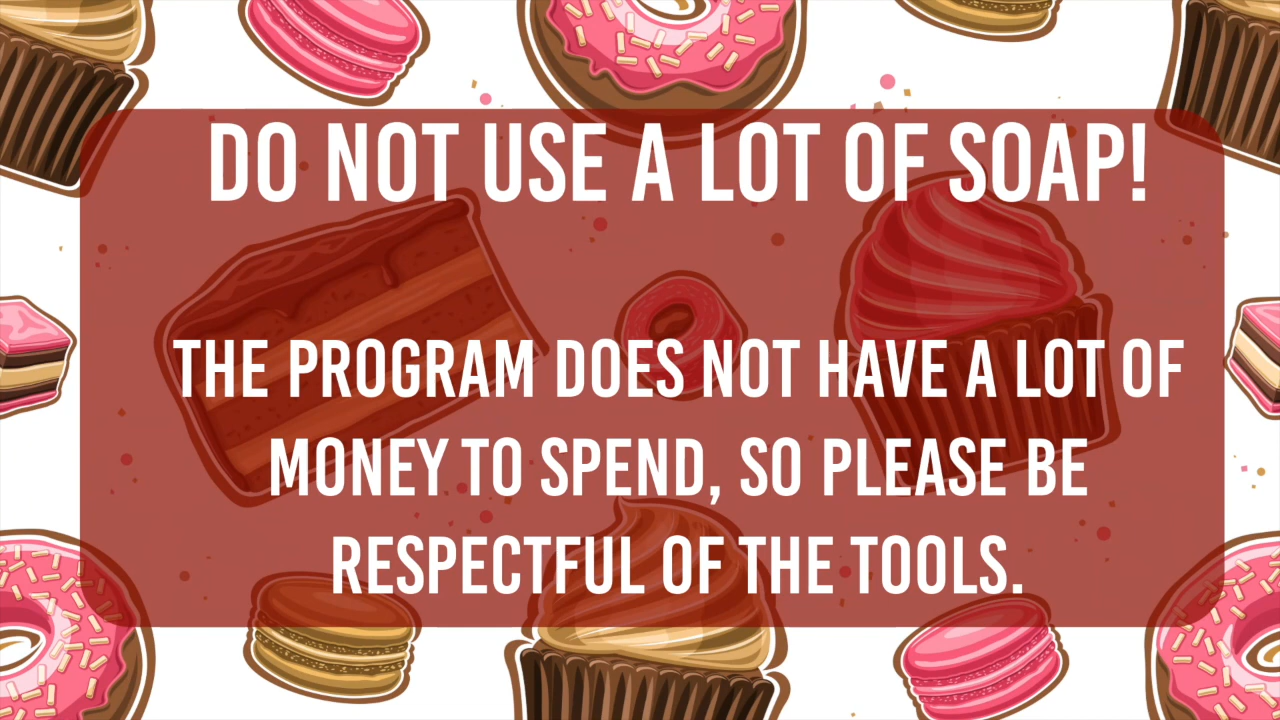 DO NOT USE A LOT OF SOAP!
THE PROGRAM DOES NOT HAVE A LOT OF
MONEY TO SPEND, SO PLEASE BE
RESPECTFUL OF THE TOOLS.